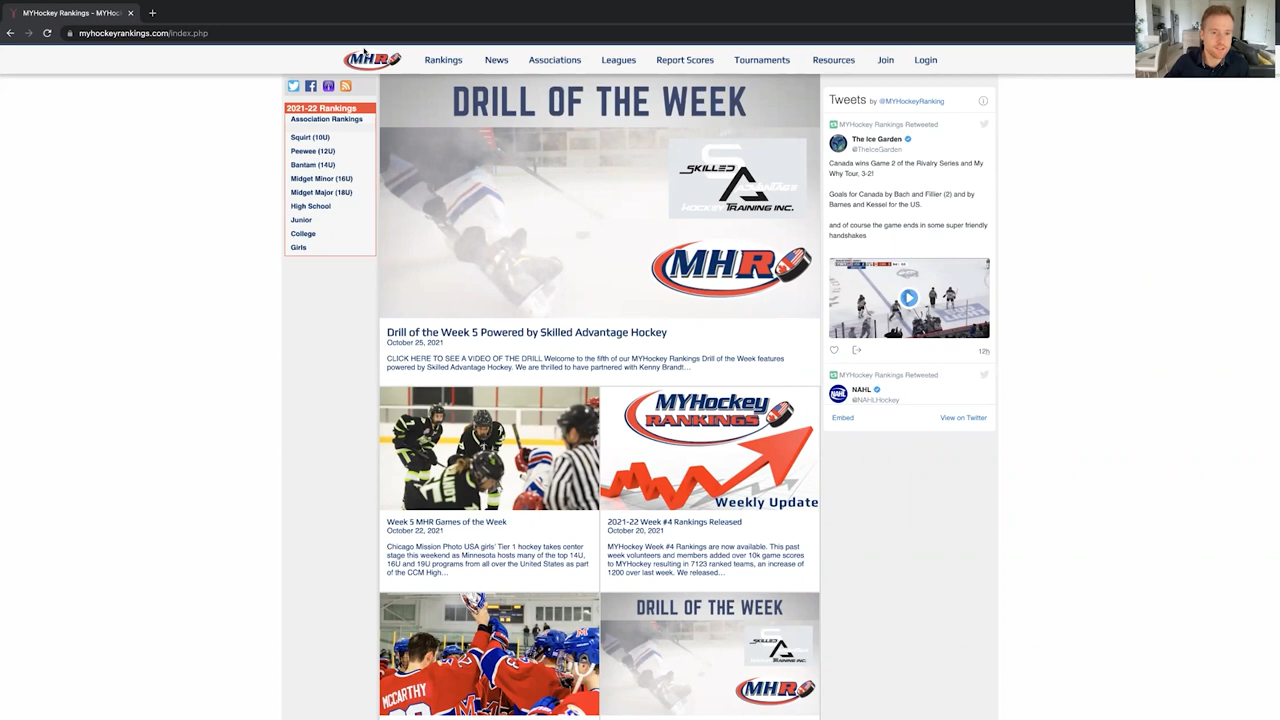 MYHockey Rankings – MYHoc
myhockeyrankings.com/index.php
MHR
Rankings
News
Associations
Leagues
Report Scores
Tournaments
Resources
Join
Login
2021-22 Rankings
Association Rankings
Squirt (10U)
Peewee (12U)
Bantam (14U)
Midget Minor (16U)
Midget Major (18U)
High School
Junior
College
Girls
DRILL OF THE WEEK
SKILLED
ADVANTAGE
HOCKEY TRAINING INC.
MHR
Drill of the Week 5 Powered by Skilled Advantage Hockey
October 25, 2021
CLICK HERE TO SEE A VIDEO OF THE DRILL Welcome to the fifth of our MYHockey Rankings Drill of the Week features
powered by Skilled Advantage Hockey. We are thrilled to have partnered with Kenny Brandt...
MYHockey
RANKINGS
Weekly Update
Week 5 MHR Games of the Week
October 22, 2021
Chicago Mission Photo USA girls' Tier 1 hockey takes center
stage this weekend as Minnesota hosts many of the top 14U,
16U and 19U programs from all over the United States as part
of the CCM High...
2021-22 Week #4 Rankings Released
October 20, 2021
MYHockey Week #4 Rankings are now available. This past
week volunteers and members added over 10k game scores
to MYHockey resulting in 7123 ranked teams, an increase of
1200 over last week. We released...
MCCARTHY
DRILL OF THE WEEK
SKILLED
ADVANTAGE
HOCKEY TRAINING INC.
MHR
Tweets by @MYHockeyRanking
MYHockey Rankings Retweeted
The Ice Garden
@TheIceGarden
Canada wins Game 2 of the Rivalry Series and My
Why Tour, 3-2!
Goals for Canada by Bach and Fillier (2) and by
Barnes and Kessel for the US.
and of course the game ends in some super friendly
handshakes
12h
MYHockey Rankings Retweeted
NAHL
@NAHLHockey
Embed
View on Twitter